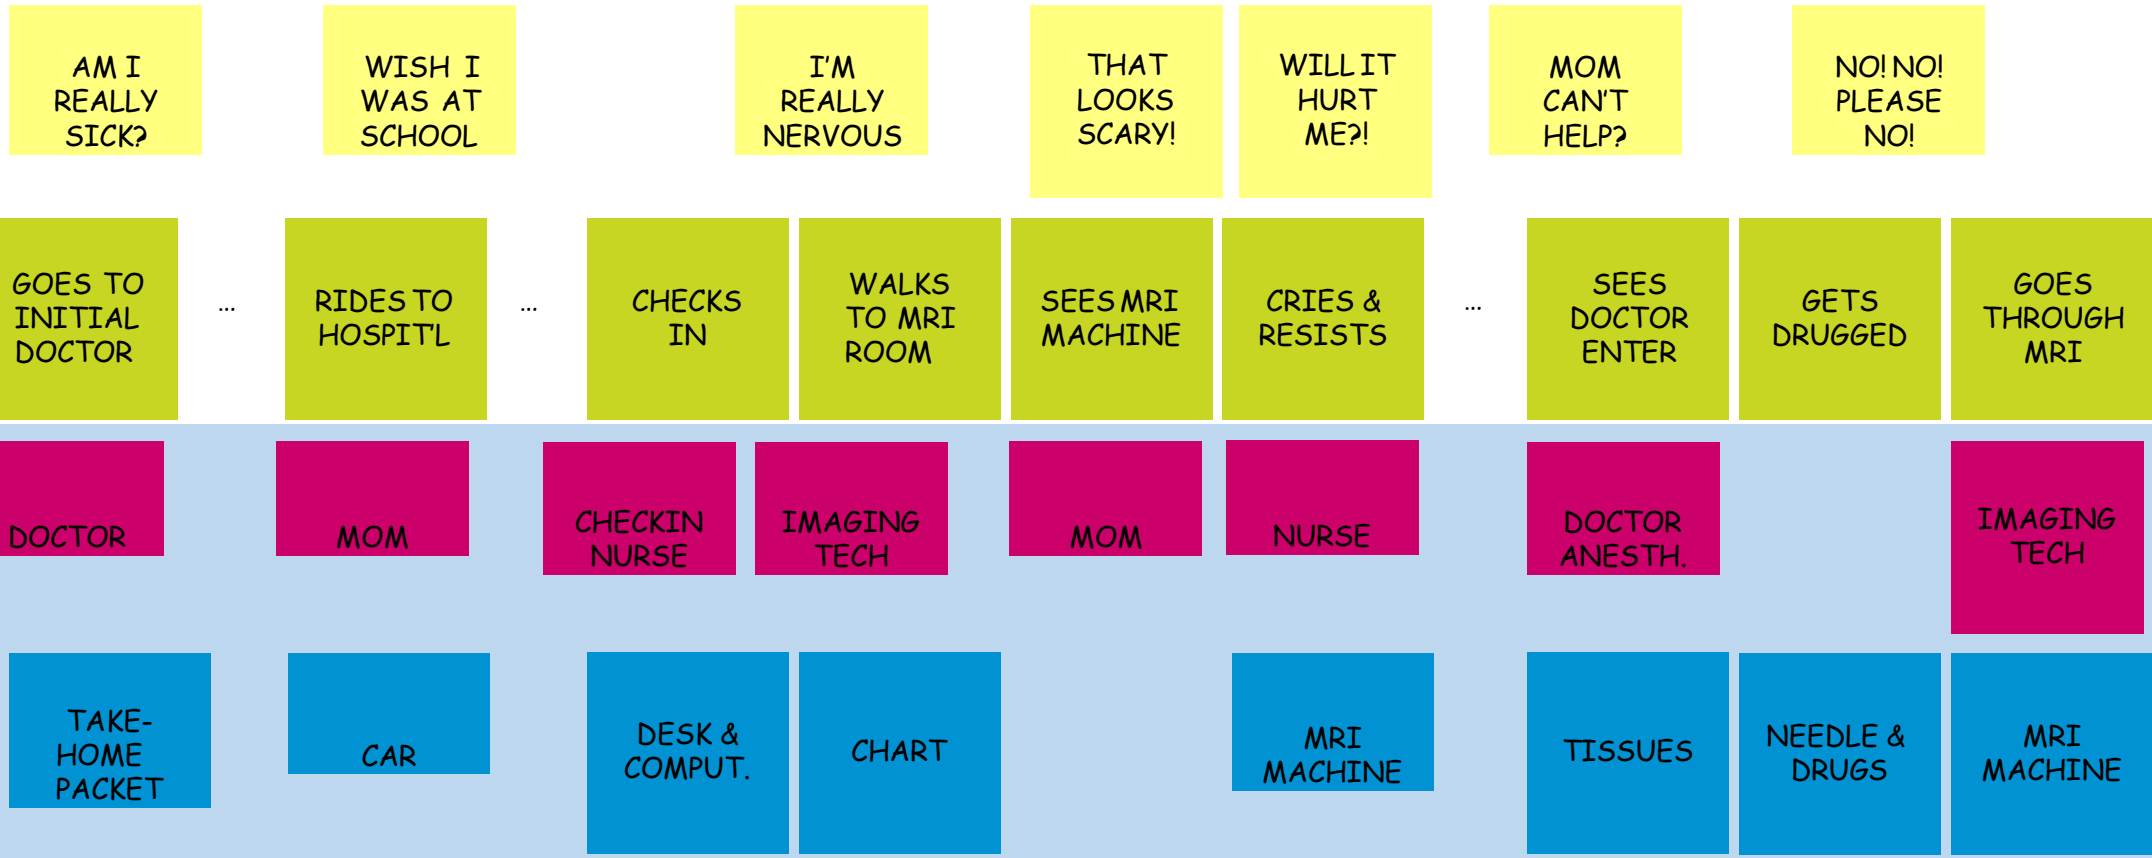 AM I
REALLY
SICK?
WISH I
WAS AT
SCHOOL
I'M
REALLY
NERVOUS
THAT
LOOKS
SCARY!
WILL IT
HURT
ME?!
MOM
CAN'T
HELP?
NO! NO!
PLEASE
NO!
GOES TO
INITIAL
DOCTOR
...
RIDES TO
HOSPIT'L
...
CHECKS
IN
WALKS
TO MRI
ROOM
SEES MRI
MACHINE
CRIES &
RESISTS
...
SEES
DOCTOR
ENTER
GETS
DRUGGED
GOES
THROUGH
MRI
DOCTOR
MOM
CHECKIN
NURSE
IMAGING
TECH
MOM
NURSE
DOCTOR
ANESTH.
IMAGING
TECH
TAKE-
HOME
PACKET
CAR
DESK &
COMPUT.
CHART
MRI
MACHINE
TISSUES
NEEDLE &
DRUGS
MRI
MACHINE